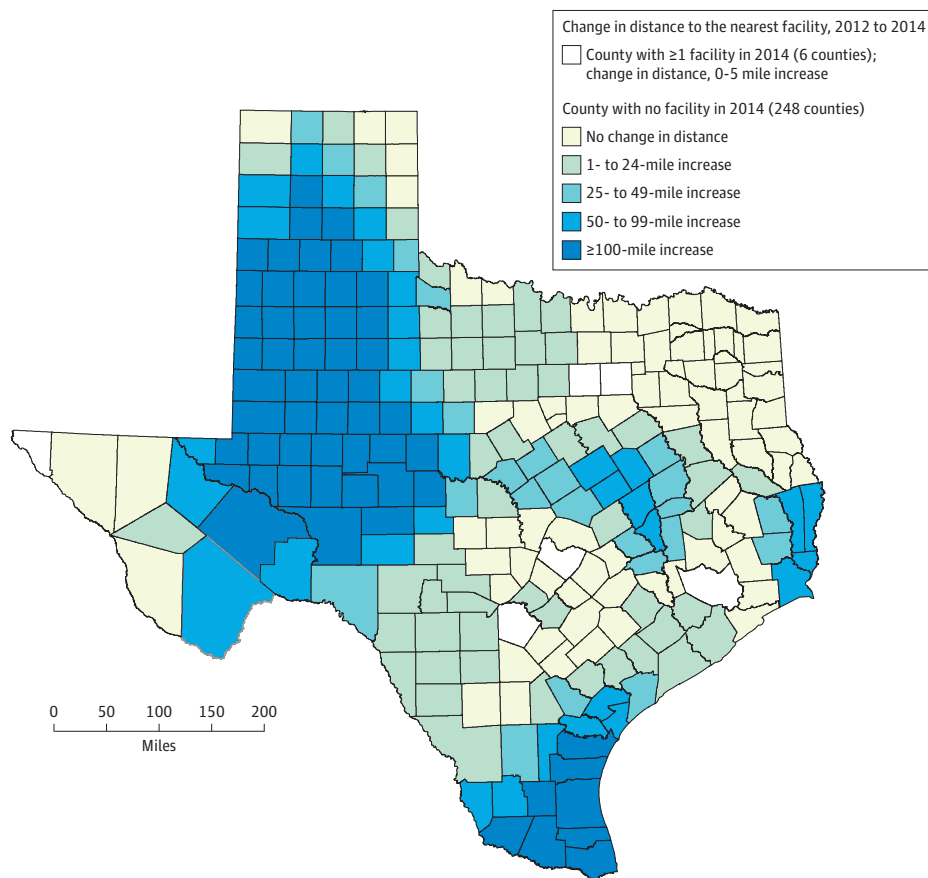 Change in distance to the nearest facility, 2012 to 2014
County with ≥1 facility in 2014 (6 counties);
change in distance, 0-5 mile increase
County with no facility in 2014 (248 counties)
No change in distance
1- to 24-mile increase
25- to 49-mile increase
50- to 99-mile increase
≥100-mile increase
0 50 100 150 200
Miles